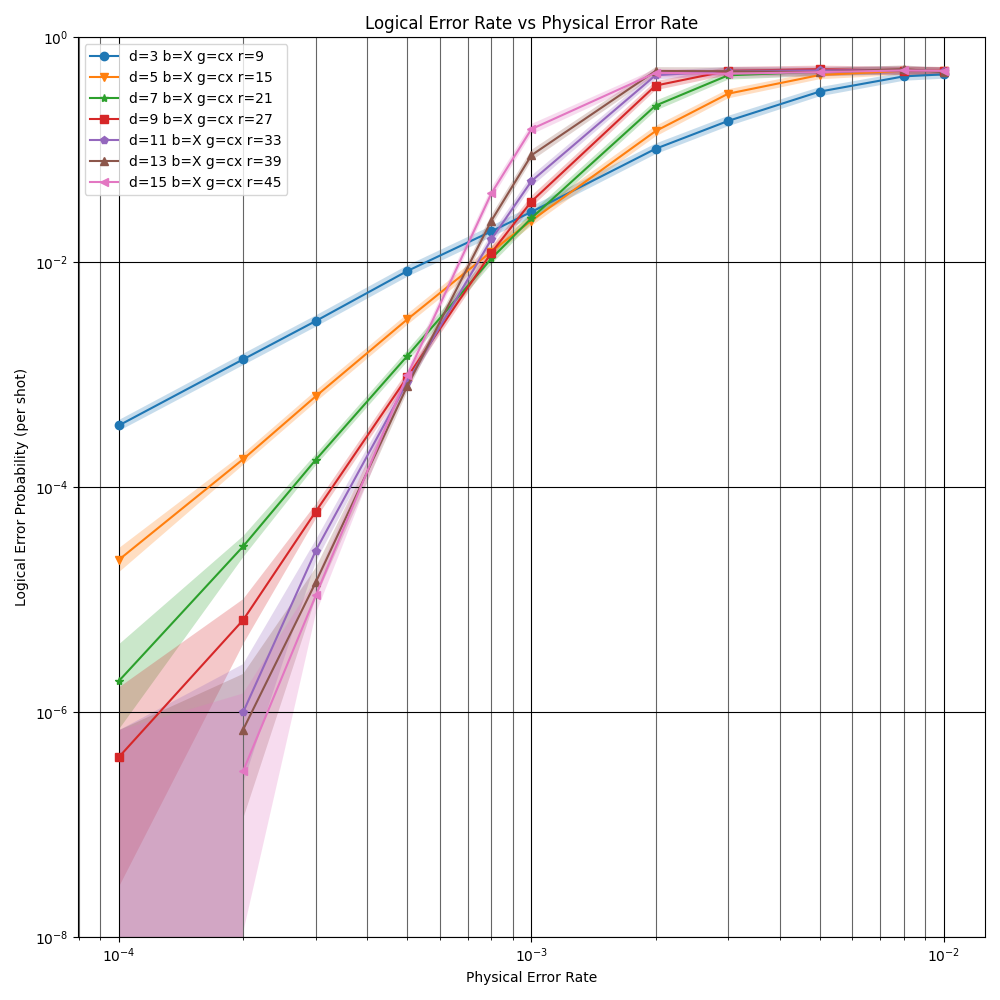 Logical Error Rate vs Physical Error Rate
d=3 b=X g=cx r=9
d=5 b=X g=cx r=15
d=7 b=X g=cx r=21
d=9 b=X g=cx r=27
d=11 b=X g=cx r=33
d=13 b=X g=cx r=39
d=15 b=X g=cx r=45
Logical Error Probability (per shot)
10⁰
10⁻²
10⁻⁴
10⁻⁶
10⁻⁸
10⁻⁴
10⁻³
10⁻²
Physical Error Rate